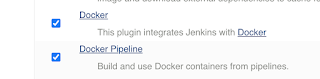 Docker
This plugin integrates Jenkins with Docker
Docker Pipeline
Build and use Docker containers from pipelines.